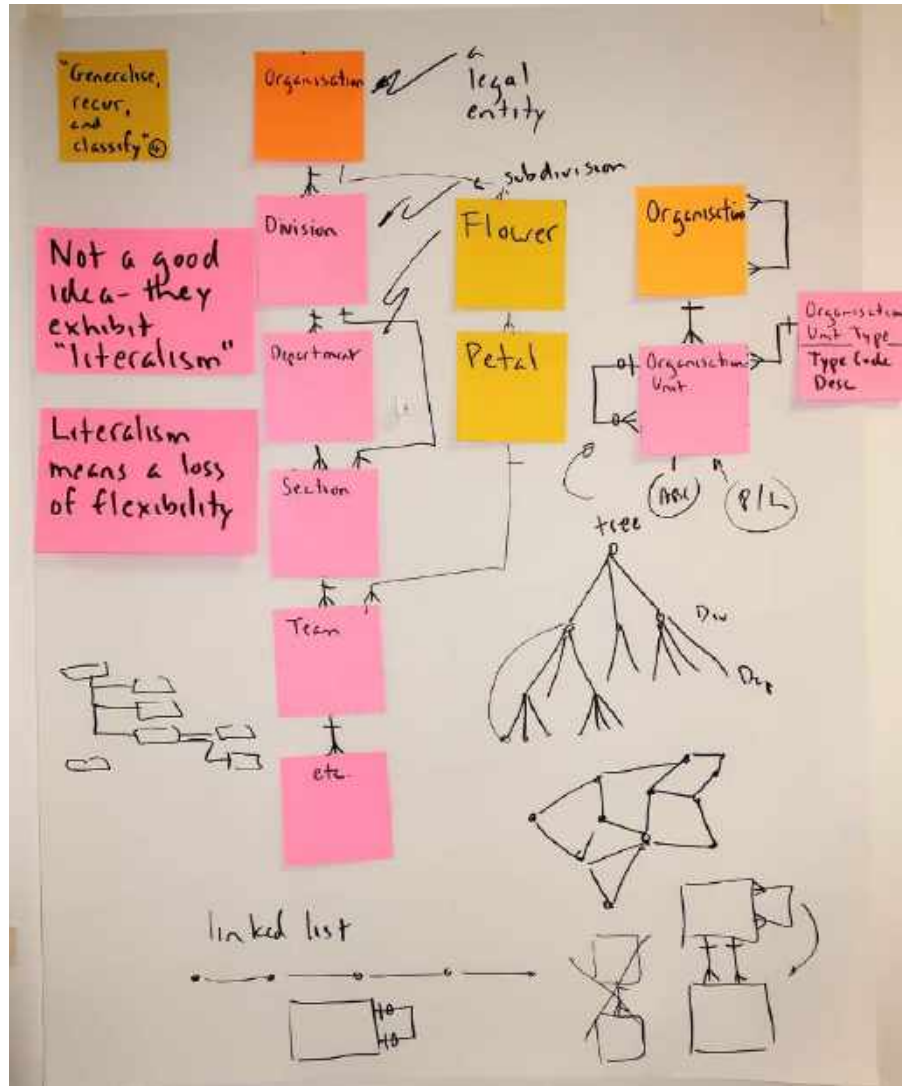 "Generalise,
recur,
and
classify"
Organisation
a
legal
entity
a subdivision
Division
Flower
Organisation
Not a good
idea- they
exhibit
"literalism"
Department
Petal
Organisation
Unit
Organisation
Unit Type
Type Code
Desc
Literalism
means a loss
of flexibility
Section
P/L
tree
Team
Div
Dep
etc.
linked list